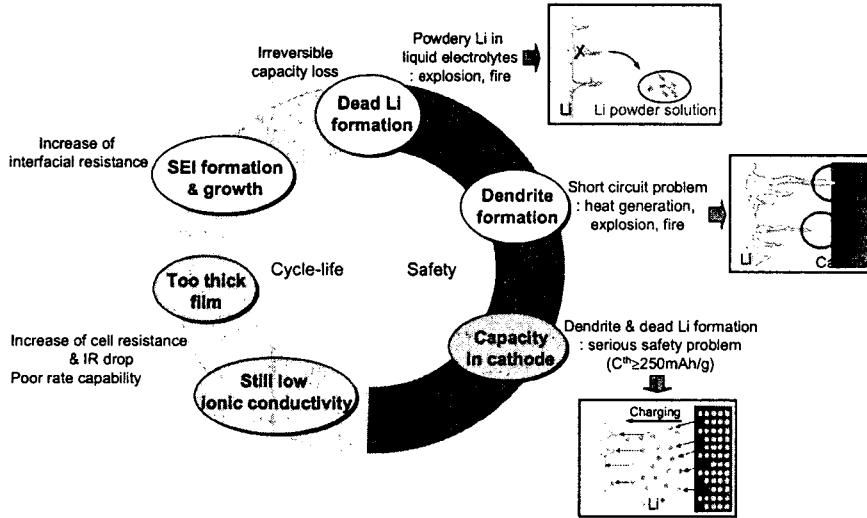 Irreversible
capacity loss
Powdery Li in
liquid electrolytes
: explosion, fire
Li
Li powder solution
Dead Li
formation
Increase of
interfacial resistance
SEI formation
& growth
Dendrite
formation
Short circuit problem
: heat generation,
explosion, fire
Li
Ca
Too thick
film
Cycle-life
Safety
Increase of cell resistance
& IR drop
Poor rate capability
Capacity
in cathode
Dendrite & dead Li formation
: serious safety problem
(Cth≥250mAh/g)
Still low
ionic conductivity
Charging
Li+